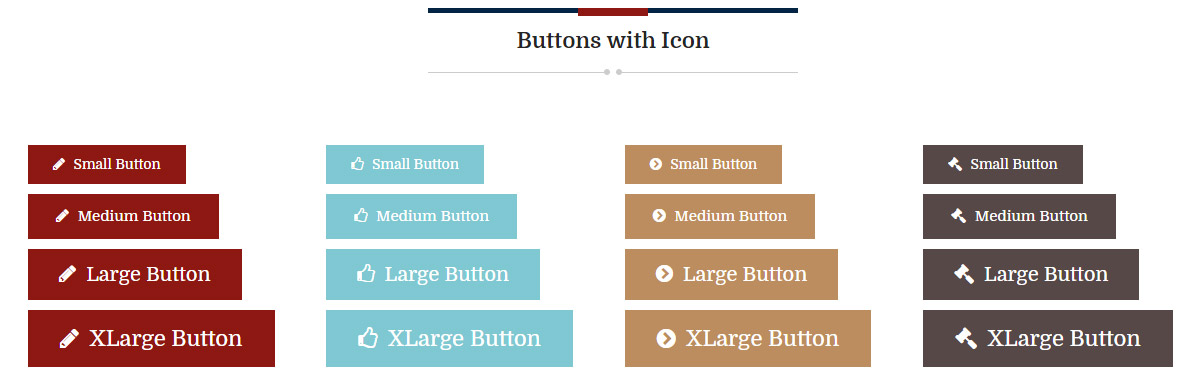 Buttons with Icon
Small Button Small Button Small Button Small Button
Medium Button Medium Button Medium Button Medium Button
Large Button Large Button Large Button Large Button
XLarge Button XLarge Button XLarge Button XLarge Button